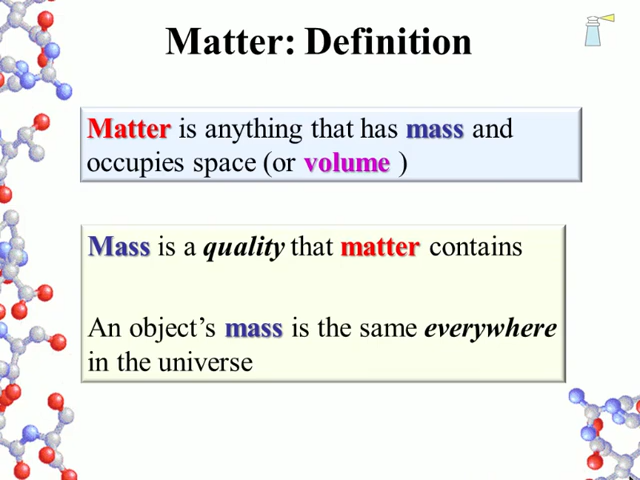 Matter: Definition
Matter is anything that has mass and
occupies space (or volume )
Mass is a quality that matter contains
An object’s mass is the same everywhere
in the universe